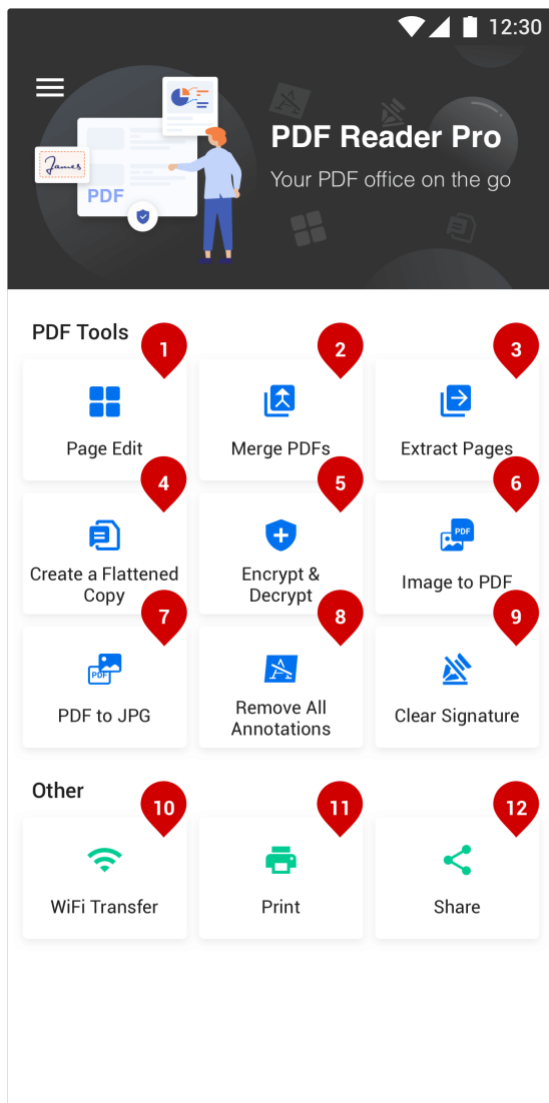 12:30
PDF Reader Pro
Your PDF office on the go
James
PDF
PDF Tools
1
2
3
Page Edit
Merge PDFs
Extract Pages
4
5
6
PDF
Create a Flattened
Copy
Encrypt &
Decrypt
Image to PDF
7
8
9
PDF
PDF to JPG
Remove All
Annotations
Clear Signature
Other
10
11
12
WiFi Transfer
Print
Share